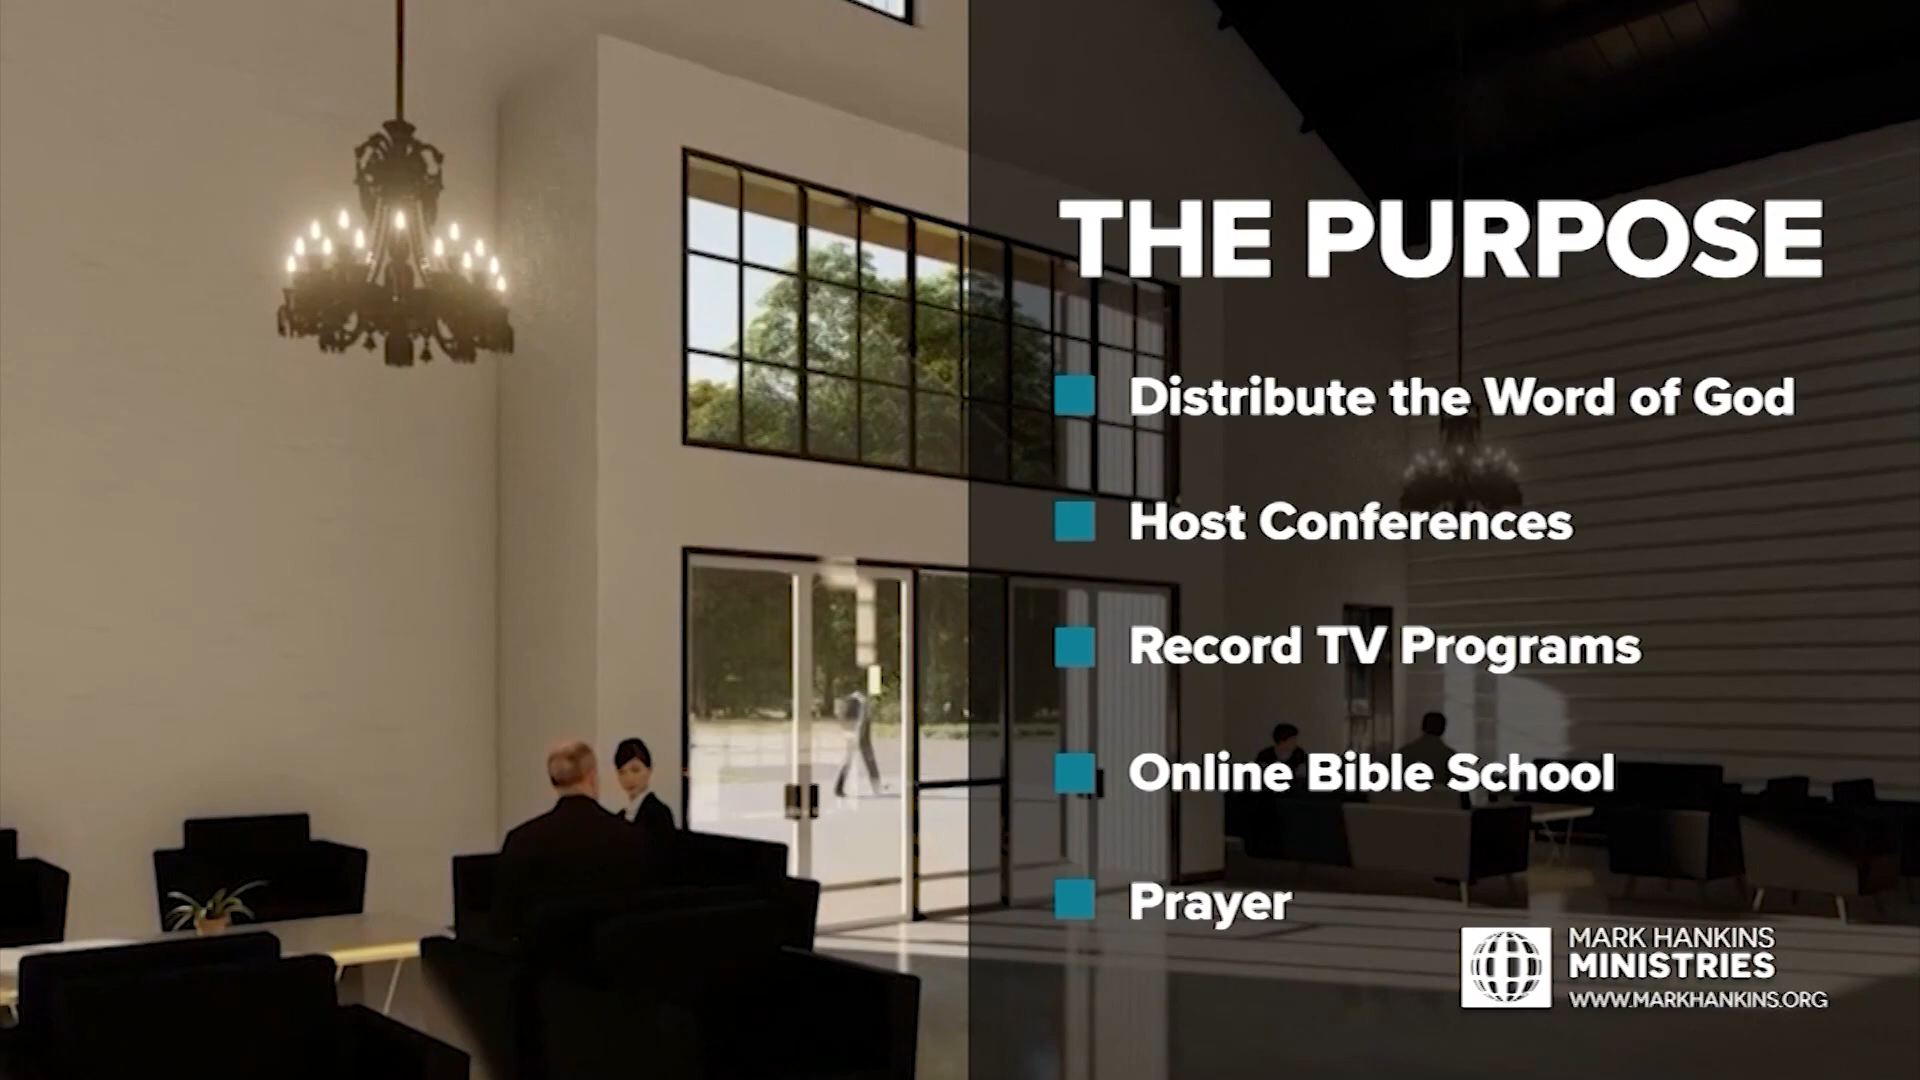 THE PURPOSE
Distribute the Word of God
Host Conferences
Record TV Programs
Online Bible School
Prayer
MARK HANKINS
MINISTRIES
WWW.MARKHANKINS.ORG